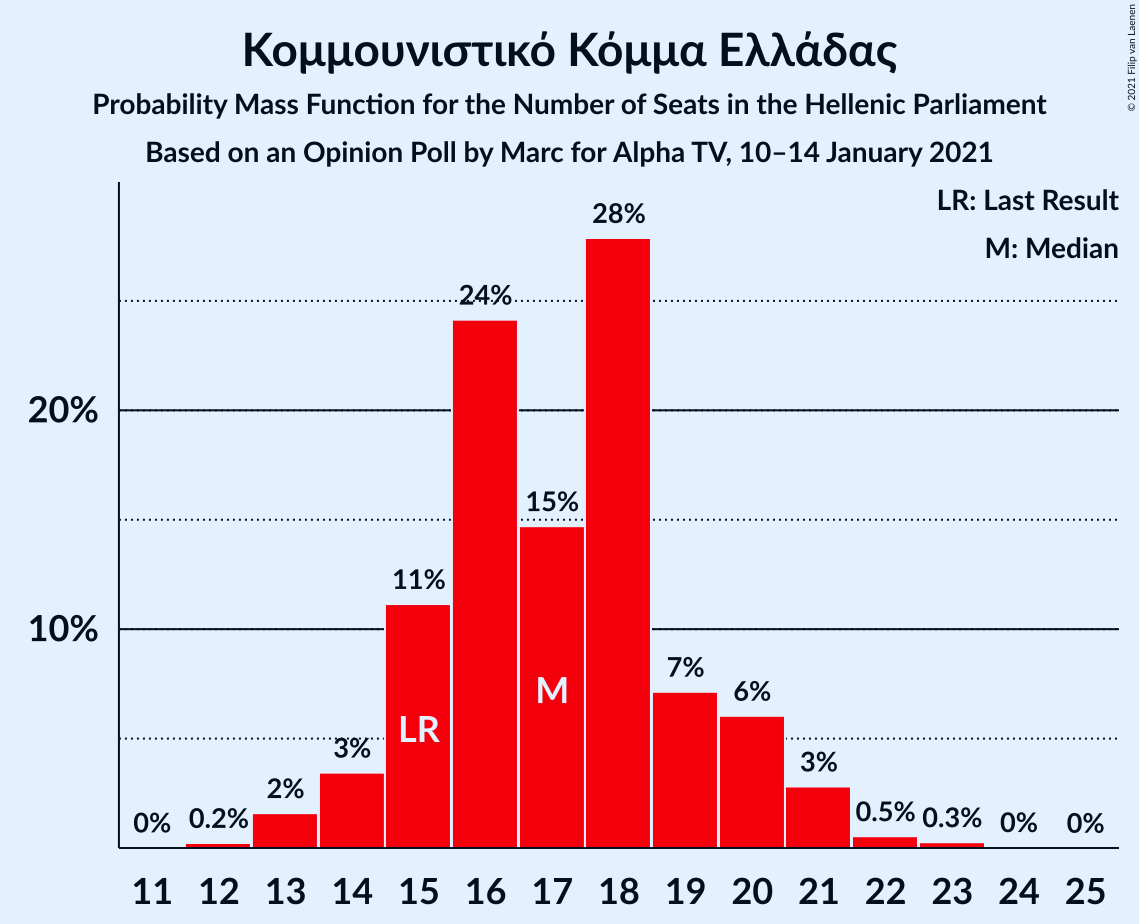 Κομμουνιστικό Κόμμα Ελλάδας
Probability Mass Function for the Number of Seats in the Hellenic Parliament
Based on an Opinion Poll by Marc for Alpha TV, 10–14 January 2021
© 2021 Filip van Laenen
LR: Last Result
M: Median
28%
24%
20%
15%
11%
10%
7%
M
6%
LR
3%
3%
2%
0%
0.2%
0.5%
0.3%
0%
0%
11 12 13 14 15 16 17 18 19 20 21 22 23 24 25